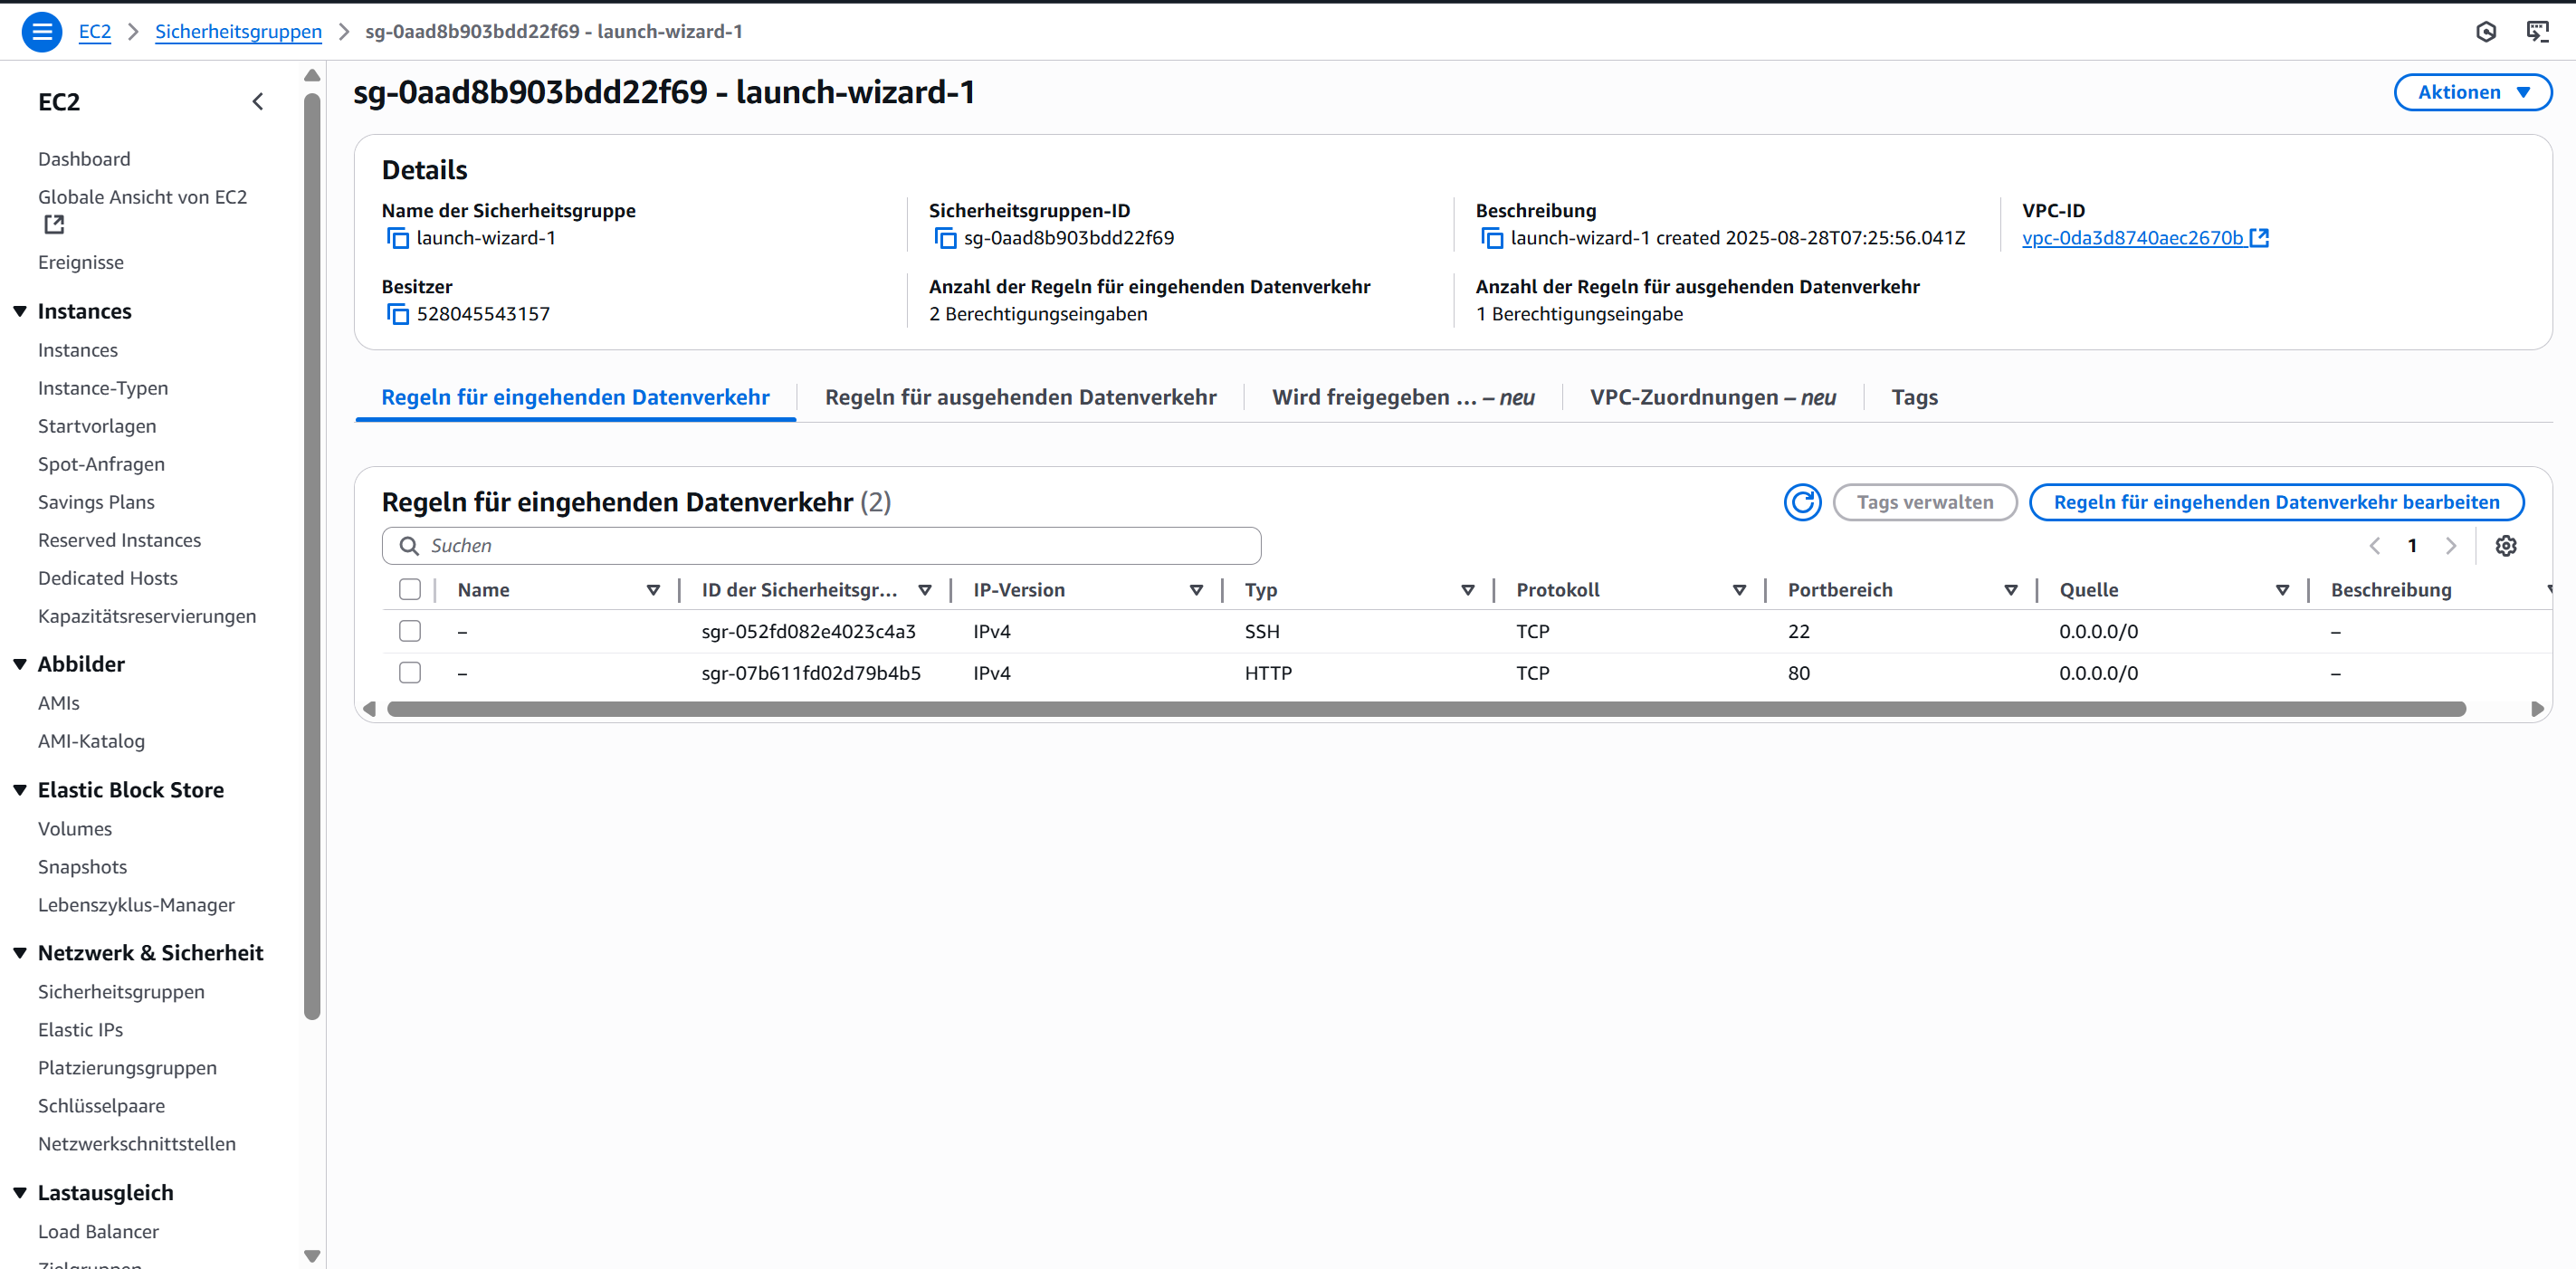 EC2 > Sicherheitsgruppen > sg-0aad8b903bdd22f69 - launch-wizard-1
EC2
Dashboard
Globale Ansicht von EC2
Ereignisse
Instances
Instances
Instance-Typen
Startvorlagen
Spot-Anfragen
Savings Plans
Reserved Instances
Dedicated Hosts
Kapazitätsreservierungen
Abbilder
AMIs
AMI-Katalog
Elastic Block Store
Volumes
Snapshots
Lebenszyklus-Manager
Netzwerk & Sicherheit
Sicherheitsgruppen
Elastic IPs
Platzierungsgruppen
Schlüsselpaare
Netzwerkschnittstellen
Lastausgleich
Load Balancer
Zielgruppen
sg-0aad8b903bdd22f69 - launch-wizard-1
Aktionen
Details
Name der Sicherheitsgruppe
launch-wizard-1
Sicherheitsgruppen-ID
sg-0aad8b903bdd22f69
Beschreibung
launch-wizard-1 created 2025-08-28T07:25:56.041Z
VPC-ID
vpc-0da3d8740aec2670b
Besitzer
528045543157
Anzahl der Regeln für eingehenden Datenverkehr
2 Berechtigungseingaben
Anzahl der Regeln für ausgehenden Datenverkehr
1 Berechtigungseingabe
Regeln für eingehenden Datenverkehr
Regeln für ausgehenden Datenverkehr
Wird freigegeben ... – neu
VPC-Zuordnungen – neu
Tags
Regeln für eingehenden Datenverkehr (2)
Tags verwalten
Regeln für eingehenden Datenverkehr bearbeiten
Suchen
1
Name ID der Sicherheitsgr... IP-Version Typ Protokoll Portbereich Quelle Beschreibung
– sgr-052fd082e4023c4a3 IPv4 SSH TCP 22 0.0.0.0/0 –
– sgr-07b611fd02d79b4b5 IPv4 HTTP TCP 80 0.0.0.0/0 –